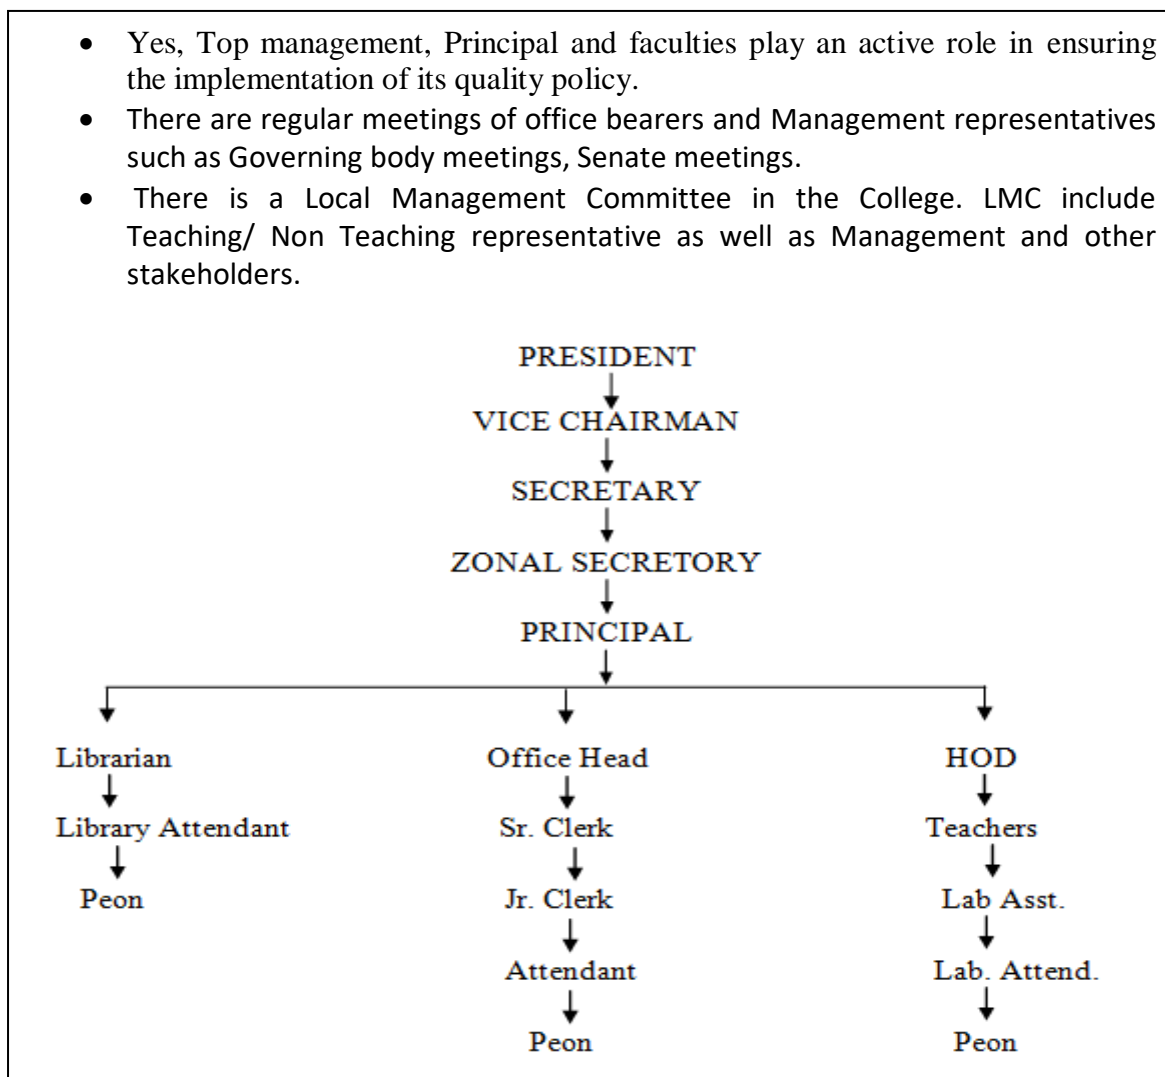 • Yes, Top management, Principal and faculties play an active role in ensuring
the implementation of its quality policy.
• There are regular meetings of office bearers and Management representatives
such as Governing body meetings, Senate meetings.
• There is a Local Management Committee in the College. LMC include
Teaching/ Non Teaching representative as well as Management and other
stakeholders.
PRESIDENT
VICE CHAIRMAN
SECRETARY
ZONAL SECRETORY
PRINCIPAL
Librarian Office Head HOD
Library Attendant Sr. Clerk Teachers
Peon Jr. Clerk Lab Asst.
Attendant Lab. Attend.
Peon Peon